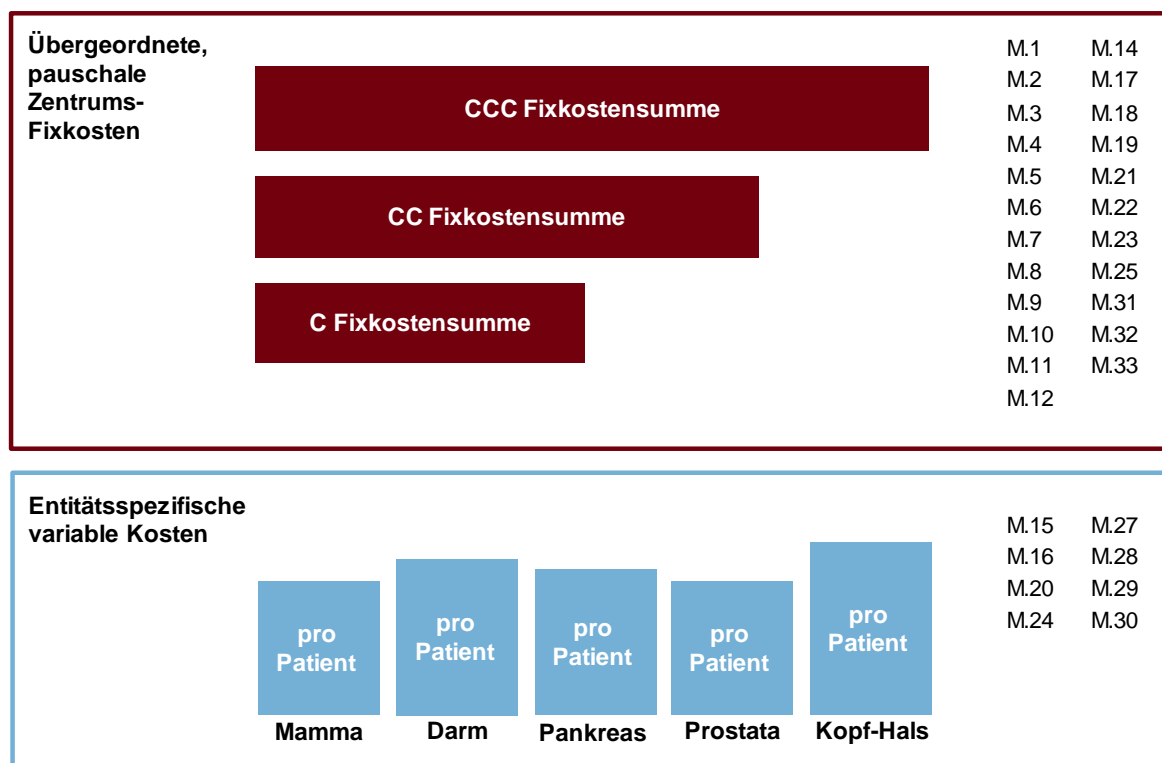 Übergeordnete,
pauschale
Zentrums-
Fixkosten
CCC Fixkostensumme
CC Fixkostensumme
C Fixkostensumme
M.1 M.14
M.2 M.17
M.3 M.18
M.4 M.19
M.5 M.21
M.6 M.22
M.7 M.23
M.8 M.25
M.9 M.31
M.10 M.32
M.11 M.33
M.12
Entitätsspezifische
variable Kosten
pro
Patient
pro
Patient
pro
Patient
pro
Patient
pro
Patient
Mamma Darm Pankreas Prostata Kopf-Hals
M.15 M.27
M.16 M.28
M.20 M.29
M.24 M.30